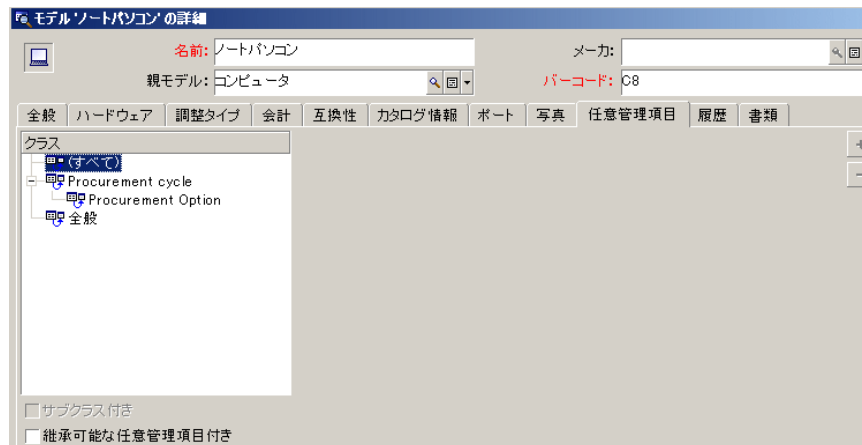 モデル'ノートパソコン'の詳細
名前: ノートパソコン メーカ:
親モデル: コンピュータ バーコード: C8
全般 ハードウェア 調整タイプ 会計 互換性 カタログ情報 ポート 写真 任意管理項目 履歴 書類
クラス
(すべて)
Procurement cycle
Procurement Option
全般
サブクラス付き
継承可能な任意管理項目付き